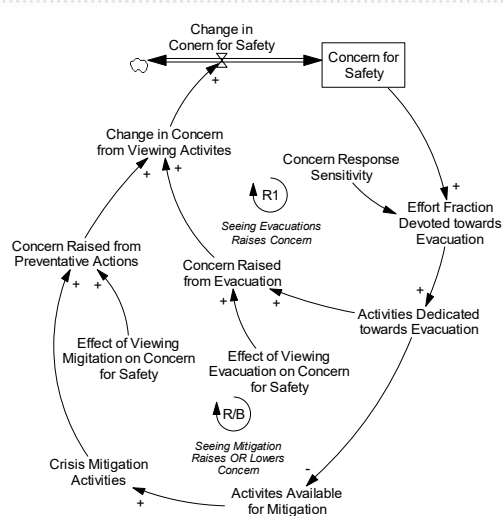 Change in
Conern for Safety
Concern for
Safety
+
Change in Concern
from Viewing Activites
+
+
Concern Response
Sensitivity
+
R1
Seeing Evacuations
Raises Concern
Effort Fraction
Devoted towards
Evacuation
Concern Raised from
Preventative Actions
+
+
Concern Raised
from Evacuation
+
+
+
Activities Dedicated
towards Evacuation
Effect of Viewing
Migitation on Concern
for Safety
Effect of Viewing
Evacuation on Concern
for Safety
R/B
Seeing Mitigation
Raises OR Lowers
Concern
Crisis Mitigation
Activities
+
-
Activites Available
for Mitigation